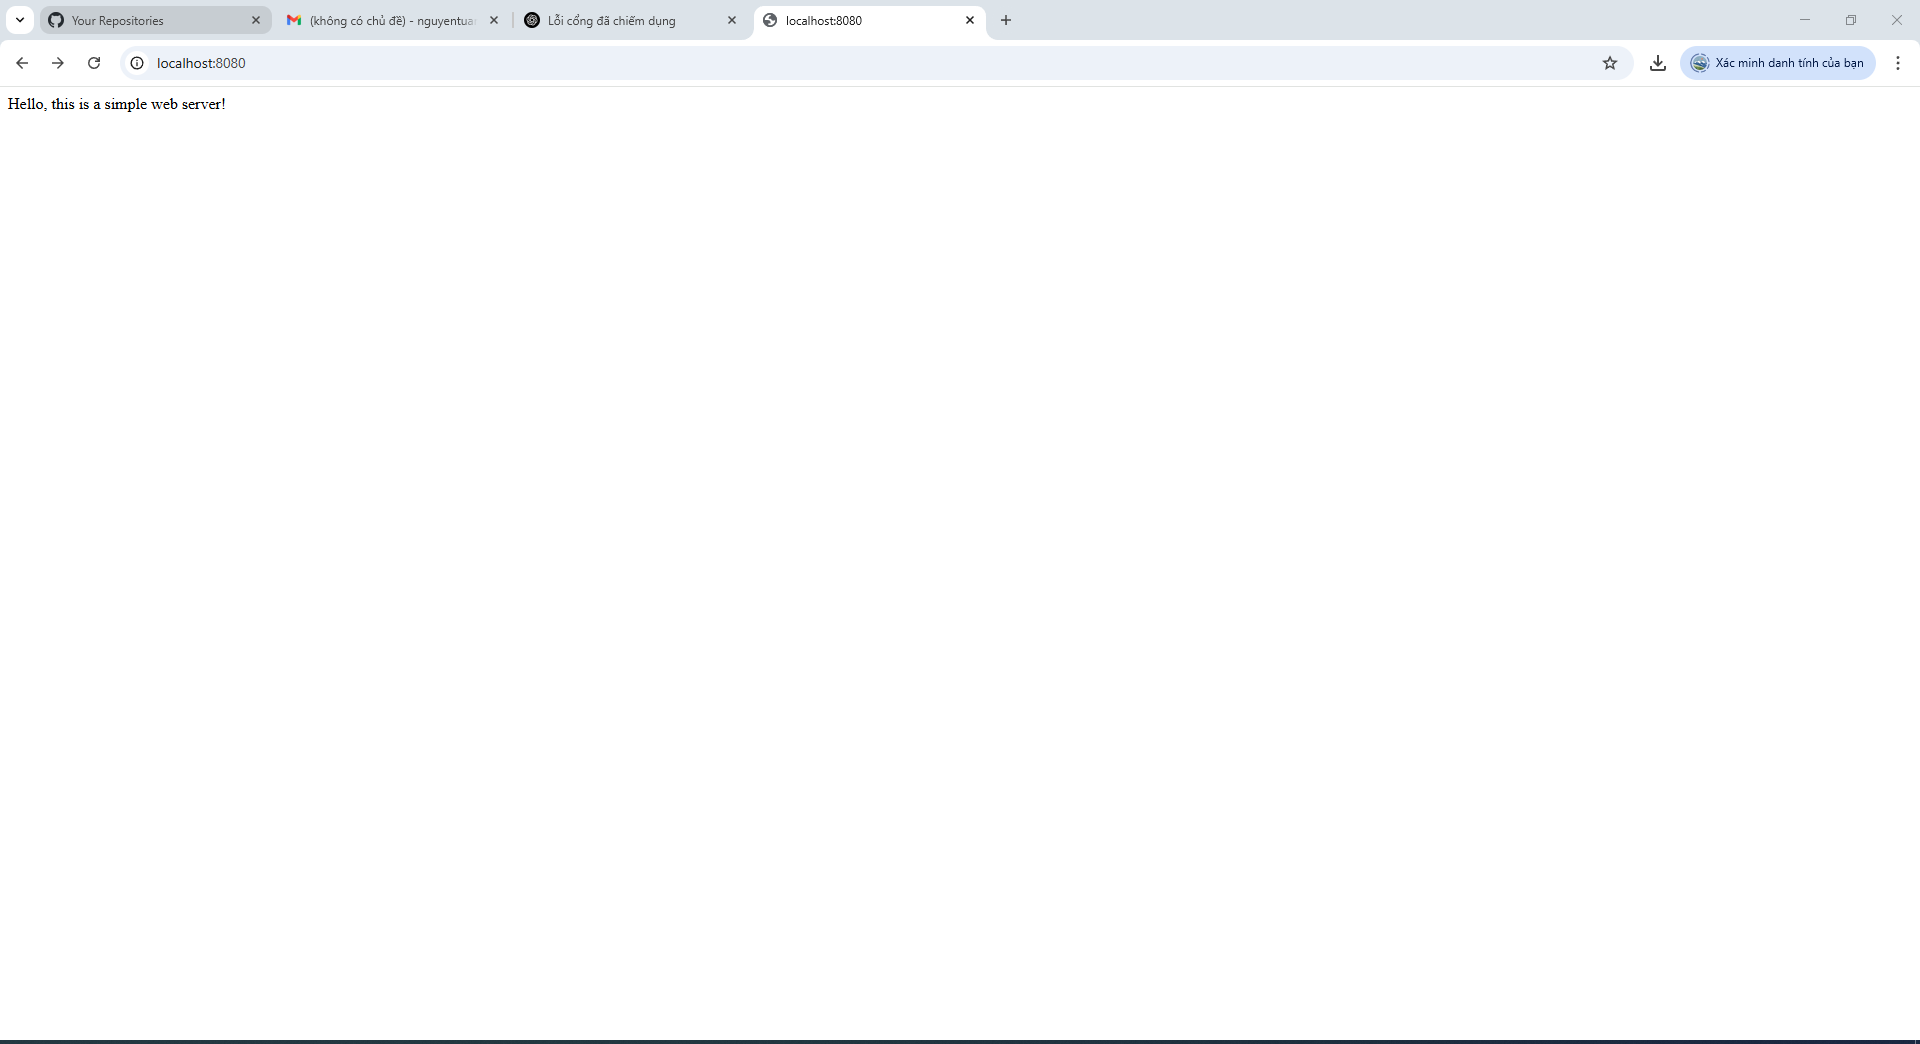 Your Repositories
(không có chủ đề) - nguyentua
Lỗi cổng đã chiếm dụng
localhost:8080
localhost:8080
Xác minh danh tính của bạn
Hello, this is a simple web server!